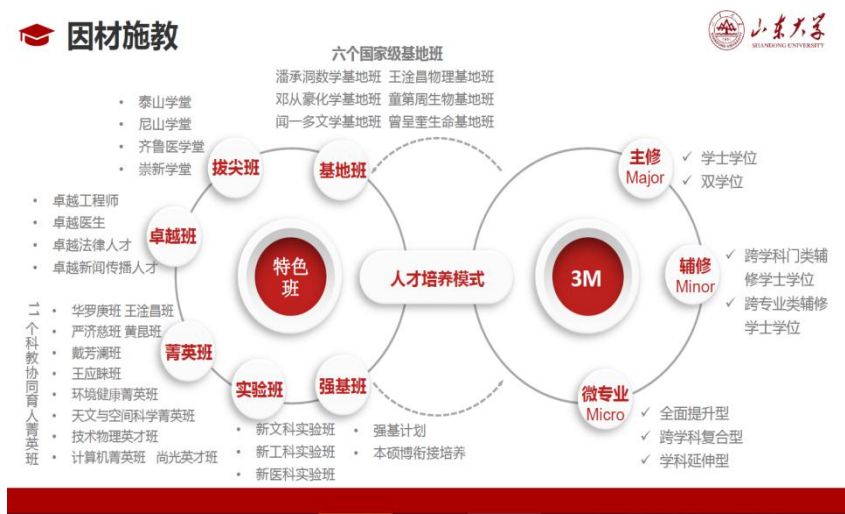 因材施教
山东大学
SHANDONG UNIVERSITY
六个国家级基地班
潘承洞数学基地班 王淦昌物理基地班
邓从豪化学基地班 童第周生物基地班
闻一多文学基地班 曾呈奎生命基地班
• 泰山学堂
• 尼山学堂
• 齐鲁医学堂
• 崇新学堂
拔尖班
基地班
• 卓越工程师
• 卓越医生
• 卓越法律人才
• 卓越新闻传播人才
卓越班
特色
班
人才培养模式
11个科教协同育人菁英班
• 华罗庚班 王淦昌班
• 严济慈班 黄昆班
• 戴芳澜班
• 王应睐班
• 环境健康菁英班
• 天文与空间科学菁英班
• 技术物理英才班
• 计算机菁英班 尚光英才班
菁英班
实验班
• 新文科实验班
• 新工科实验班
• 新医科实验班
强基班
• 强基计划
• 本硕博衔接培养
3M
主修
Major
✓ 学士学位
✓ 双学位
辅修
Minor
✓ 跨学科门类辅
修学士学位
✓ 跨专业类辅修
学士学位
微专业
Micro
✓ 全面提升型
✓ 跨学科复合型
✓ 学科延伸型